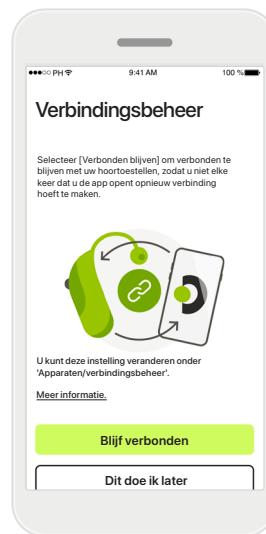 ●●●○○ PH 9:41 AM 100 %
Verbindingsbeheer
Selecteer [Verbonden blijven] om verbonden te
blijven met uw hoortoestellen, zodat u niet elke
keer dat u de app opent opnieuw verbinding
hoeft te maken.
U kunt deze instelling veranderen onder
'Apparaten/verbindingsbeheer'.
Meer informatie.
Blijf verbonden
Dit doe ik later